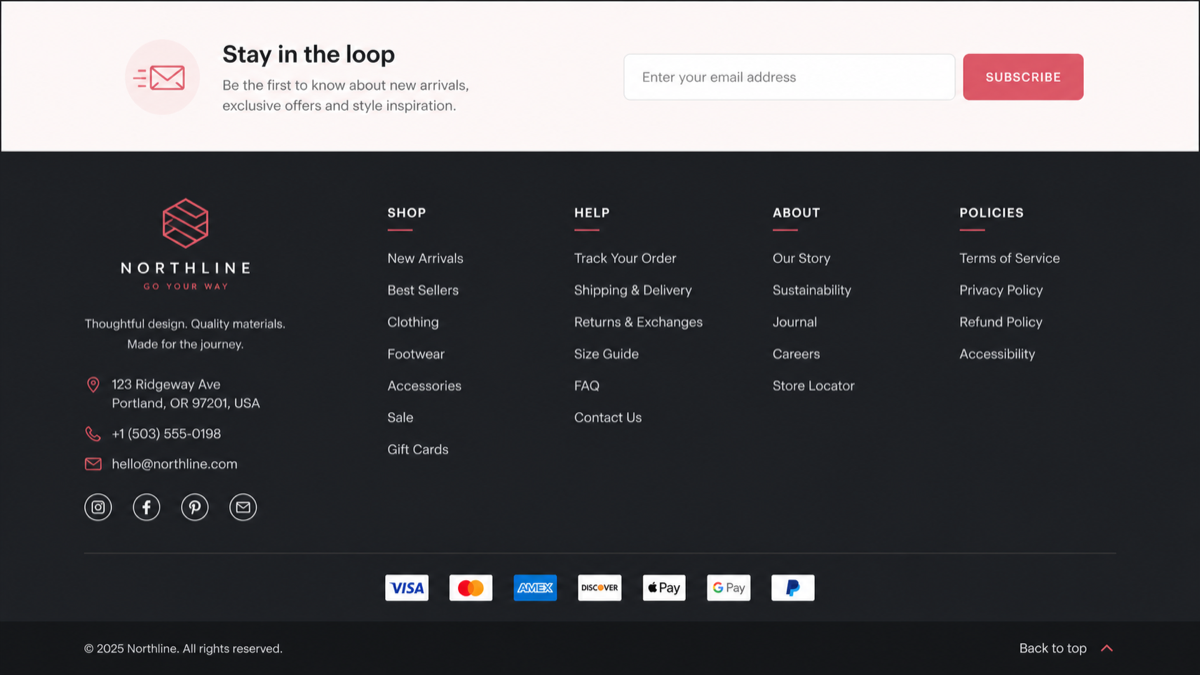 Stay in the loop
Be the first to know about new arrivals,
exclusive offers and style inspiration.
Enter your email address
SUBSCRIBE
NORTHLINE
GO YOUR WAY
Thoughtful design. Quality materials.
Made for the journey.
123 Ridgeway Ave
Portland, OR 97201, USA
+1 (503) 555-0198
hello@northline.com
SHOP
New Arrivals
Best Sellers
Clothing
Footwear
Accessories
Sale
Gift Cards
HELP
Track Your Order
Shipping & Delivery
Returns & Exchanges
Size Guide
FAQ
Contact Us
ABOUT
Our Story
Sustainability
Journal
Careers
Store Locator
POLICIES
Terms of Service
Privacy Policy
Refund Policy
Accessibility
VISA
AMEX
DISCOVER
Pay
G Pay
© 2025 Northline. All rights reserved.
Back to top